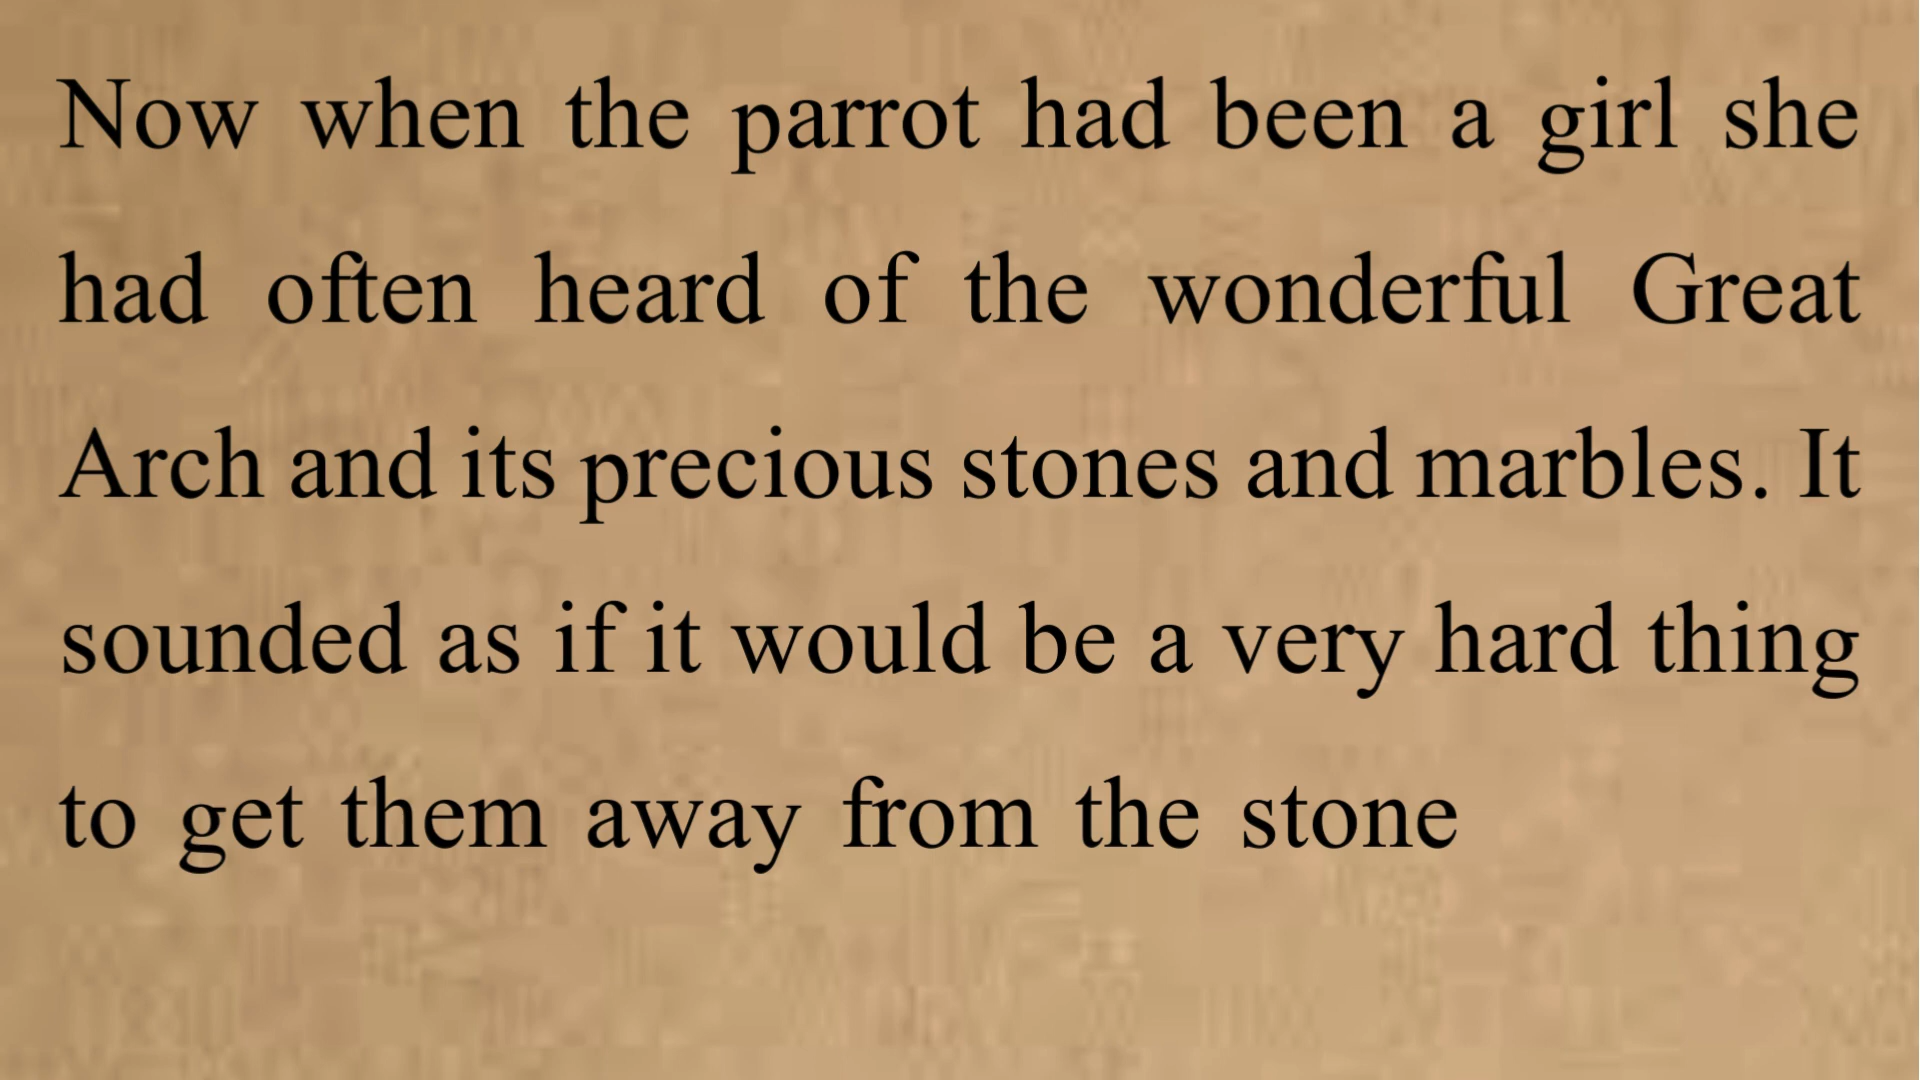 Now when the parrot had been a girl she
had often heard of the wonderful Great
Arch and its precious stones and marbles. It
sounded as if it would be a very hard thing
to get them away from the stone